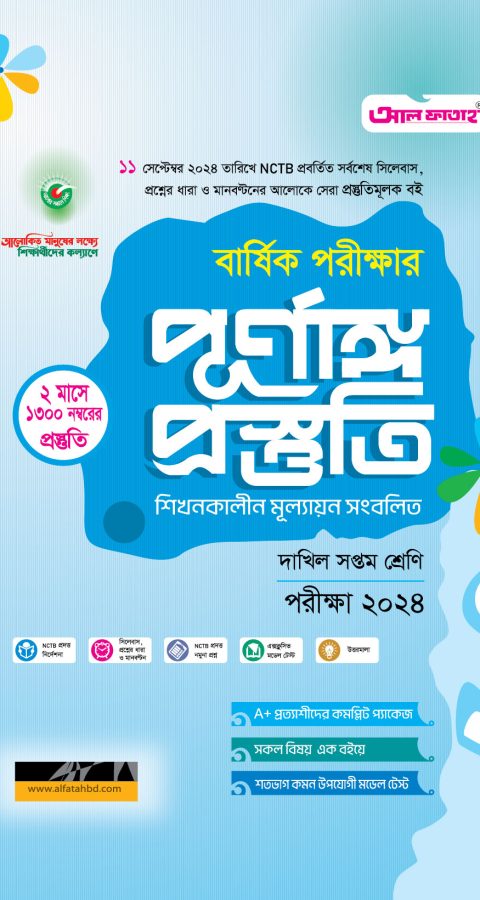 আল ফাতাহ
১১ সেপ্টেম্বর ২০২৪ তারিখে NCTB প্রবর্তিত সর্বশেষ সিলেবাস,
প্রশ্নের ধারা ও মানবণ্টনের আলোকে সেরা প্রস্তুতিমূলক বই
আলোকিত মানুষের লক্ষ্যে
শিক্ষার্থীদের কল্যাণে
বার্ষিক পরীক্ষার
পূর্ণাঙ্গ
প্রস্তুতি
২ মাসে
১৩০০ নম্বরের
প্রস্তুতি
শিখনকালীন মূল্যায়ন সংবলিত
দাখিল সপ্তম শ্রেণি
পরীক্ষা ২০২৪
NCTB প্রদত্ত
নির্দেশনা
সিলেবাস,
প্রশ্নের ধারা
ও মানবণ্টন
NCTB প্রদত্ত
নমুনা প্রশ্ন
এক্সক্লুসিভ
মডেল টেস্ট
উত্তরমালা
A+ প্রত্যাশীদের কমপ্লিট প্যাকেজ
সকল বিষয় এক বইয়ে
শতভাগ কমন উপযোগী মডেল টেস্ট
www.alfatahbd.com